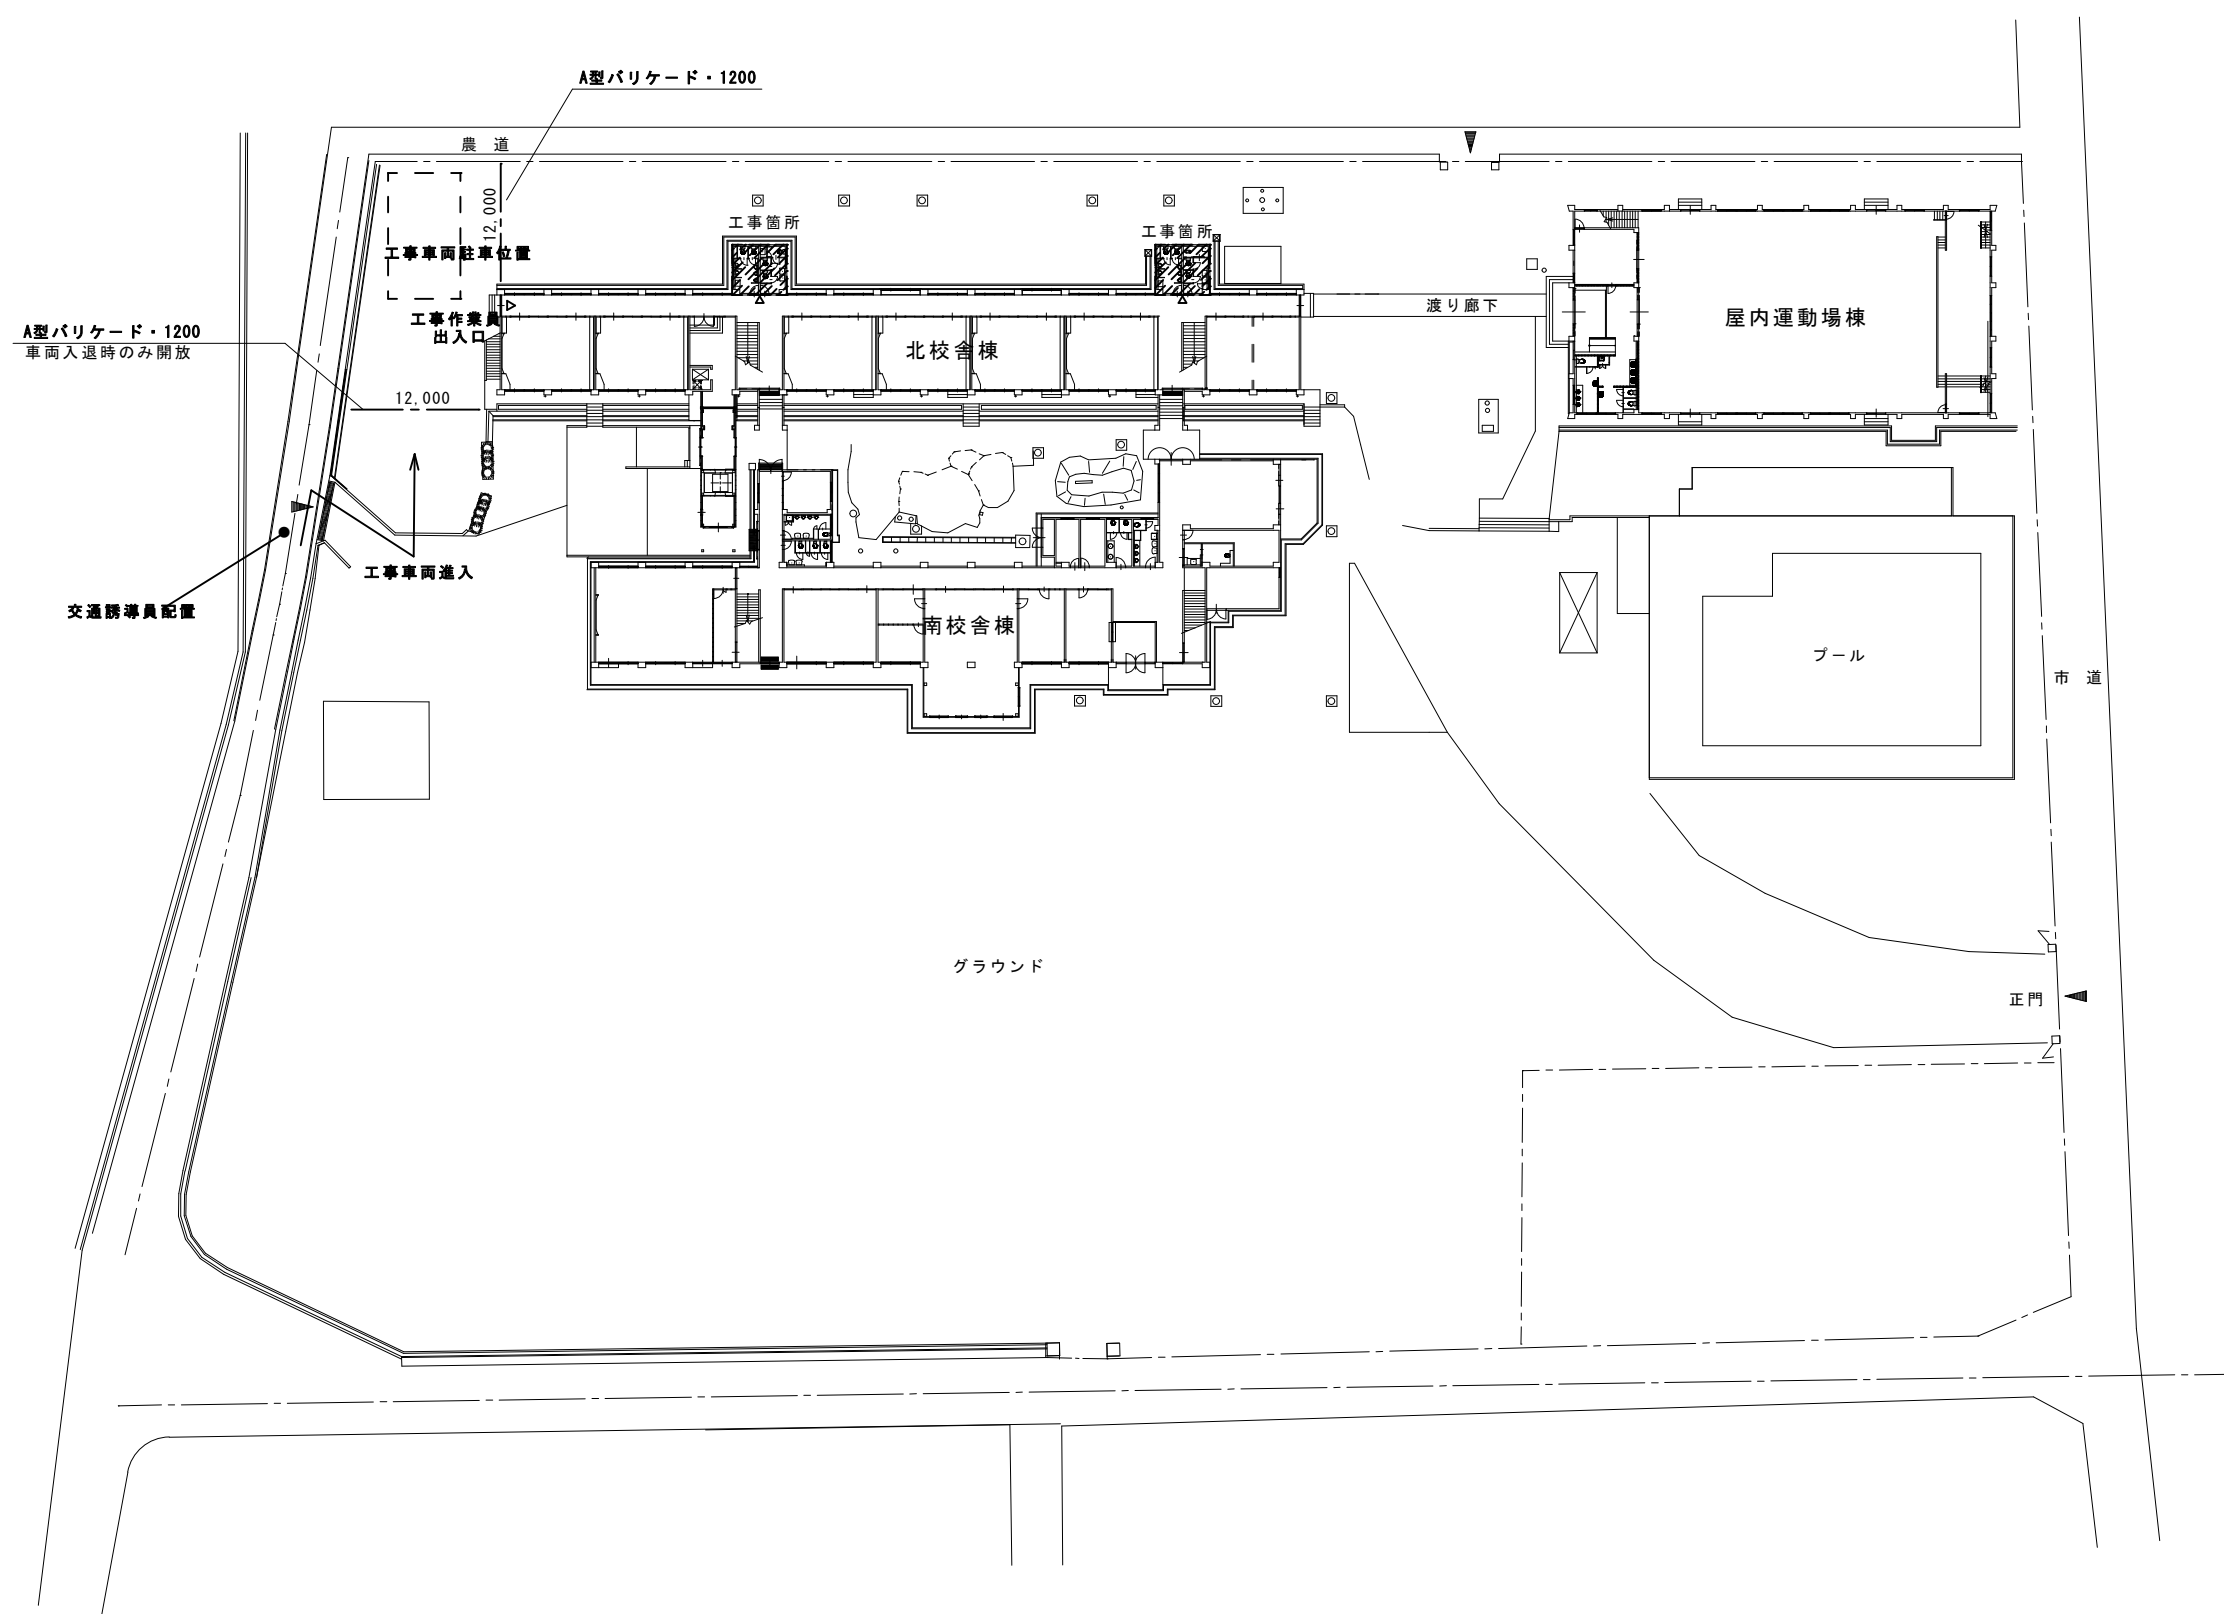 A型バリケード・1200
農 道
12,000
工事箇所
工事箇所
工事車両駐車位置
渡り廊下
屋内運動場棟
工事作業員
出入口
A型バリケード・1200
車両入退時のみ開放
北校舎棟
12,000
工事車両進入
交通誘導員配置
南校舎棟
プール
市 道
グラウンド
正門